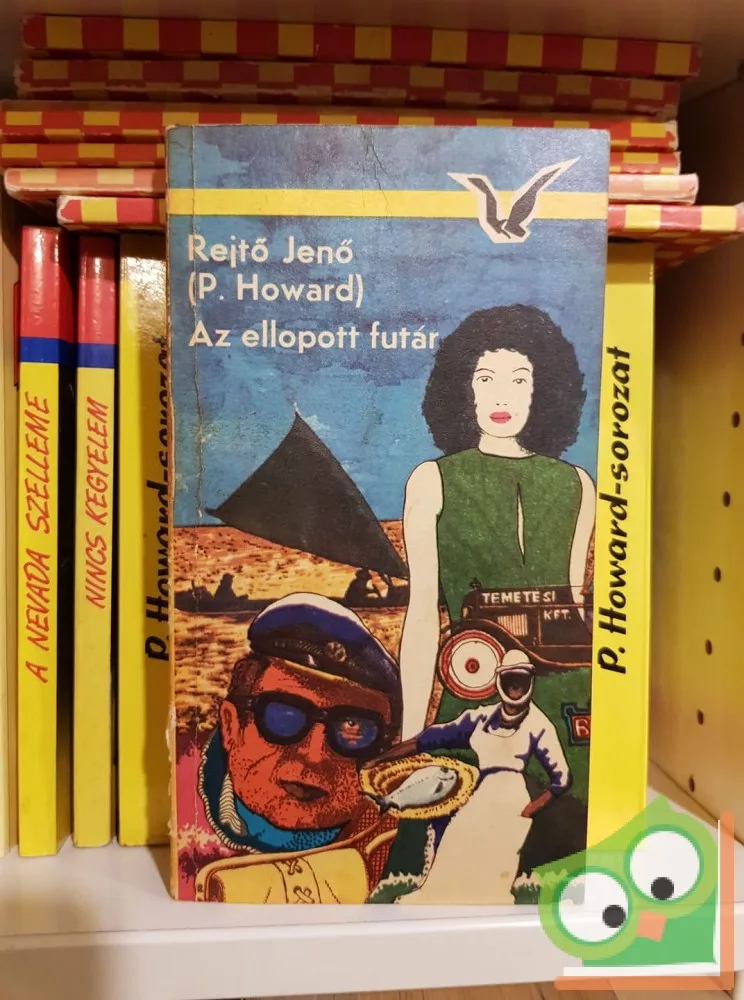 Rejtő Jenő
(P. Howard)
Az ellopott futár
TEMETÉSI
KFT.
A NEVADA SZELLEME
NINCS KEGYELEM
P. Howard-sorozat
P. Howard-sorozat